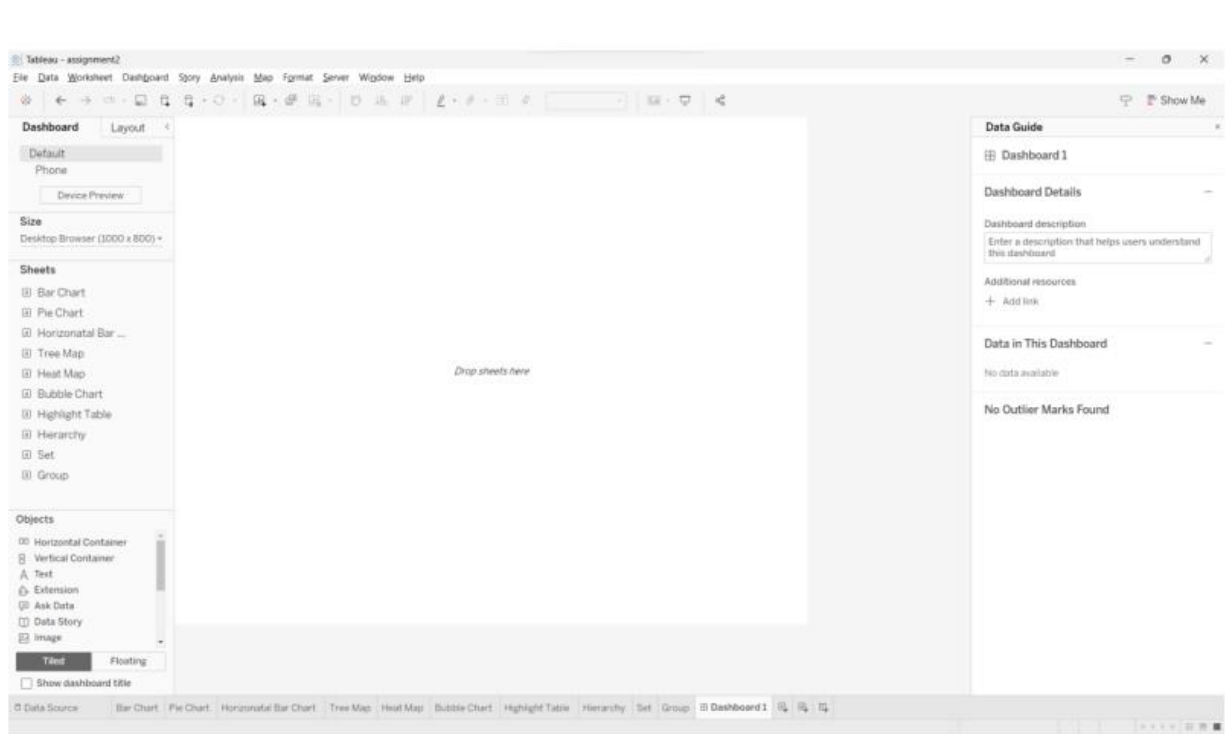 Tableau - assignment2
File Data Worksheet Dashboard Story Analysis Map Format Server Window Help
Show Me
Dashboard Layout
Default
Phone
Device Preview
Size
Desktop Browser (1000 x 800)
Sheets
Bar Chart
Pie Chart
Horizonatal Bar ...
Tree Map
Heat Map
Bubble Chart
Highlight Table
Hierarchy
Set
Group
Objects
Horizontal Container
Vertical Container
Text
Extension
Ask Data
Data Story
Image
Tiled Floating
Show dashboard title
Drop sheets here
Data Guide
Dashboard 1
Dashboard Details
Dashboard description
Enter a description that helps users understand
this dashboard
Additional resources
Add link
Data in This Dashboard
No data available
No Outlier Marks Found
Data Source Bar Chart Pie Chart Horizonatal Bar Chart Tree Map Heat Map Bubble Chart Highlight Table Hierarchy Set Group Dashboard 1